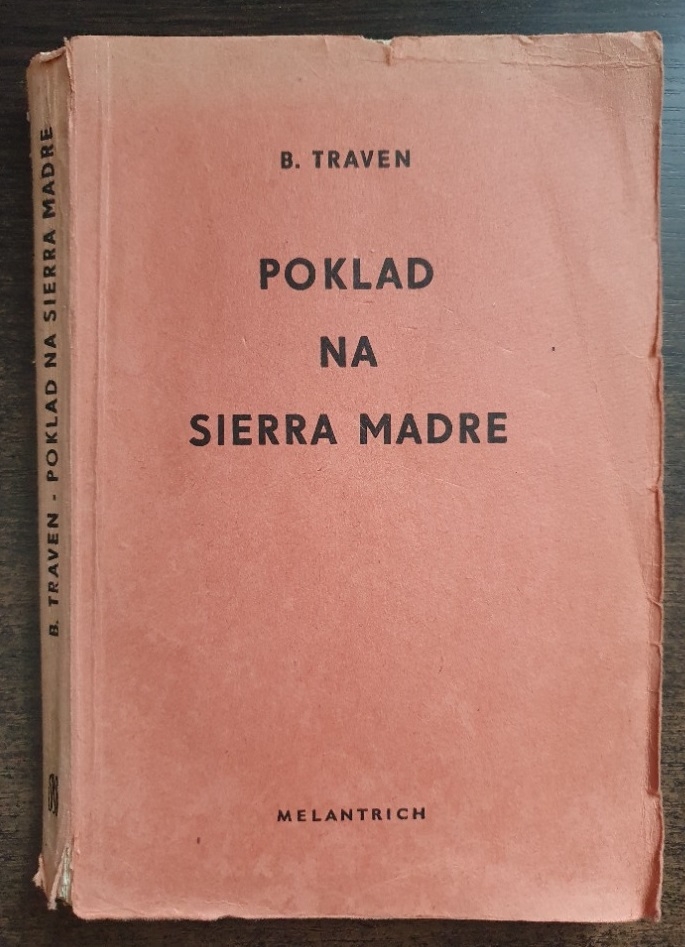 B. TRAVEN
POKLAD
NA
SIERRA MADRE
MELANTRICH
B. TRAVEN - POKLAD NA SIERRA MADRE